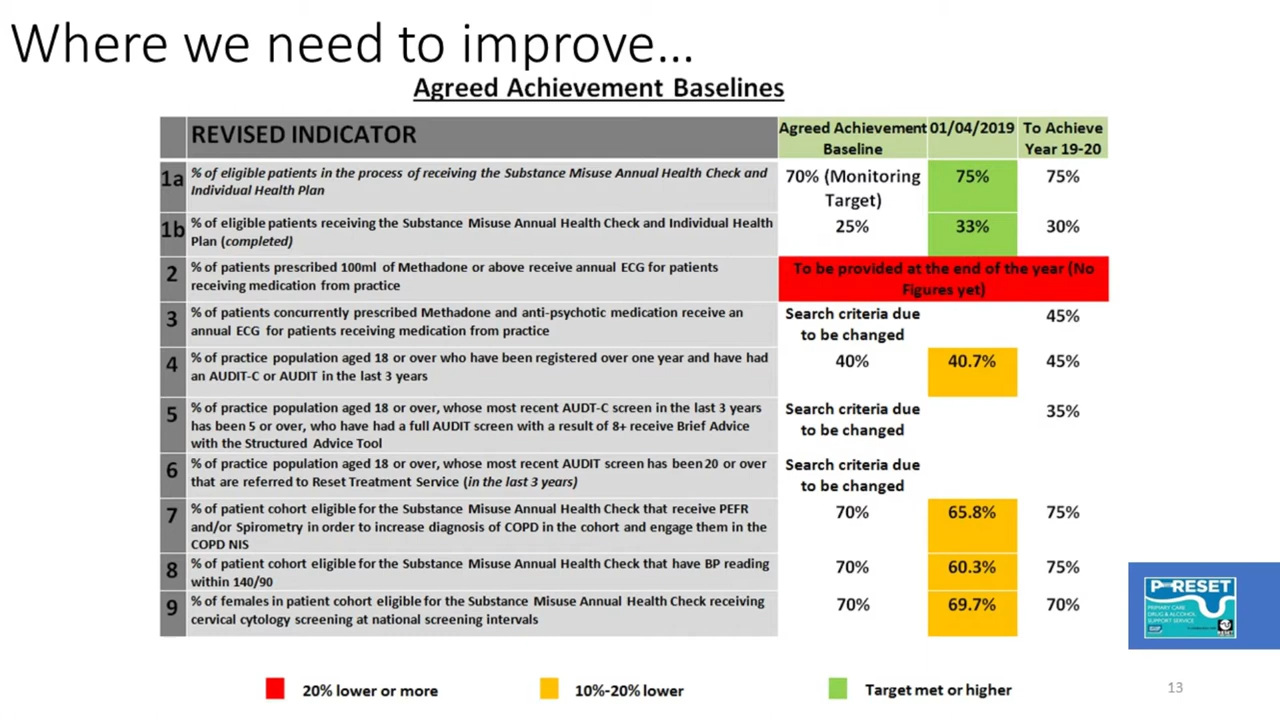 Where we need to improve...
Agreed Achievement Baselines
REVISED INDICATOR
Agreed Achievement Baseline
01/04/2019
To Achieve Year 19-20
1a
% of eligible patients in the process of receiving the Substance Misuse Annual Health Check and
Individual Health Plan
70% (Monitoring
Target)
75%
75%
1b
% of eligible patients receiving the Substance Misuse Annual Health Check and Individual Health
Plan (completed)
25%
33%
30%
2
% of patients prescribed 100ml of Methadone or above receive annual ECG for patients
receiving medication from practice
To be provided at the end of the year (No
Figures yet)
3
% of patients concurrently prescribed Methadone and anti-psychotic medication receive an
annual ECG for patients receiving medication from practice
Search criteria due
to be changed
45%
4
% of practice population aged 18 or over who have been registered over one year and have had
an AUDIT-C or AUDIT in the last 3 years
40%
40.7%
45%
5
% of practice population aged 18 or over, whose most recent AUDT-C screen in the last 3 years
has been 5 or over, who have had a full AUDIT screen with a result of 8+ receive Brief Advice
with the Structured Advice Tool
Search criteria due
to be changed
35%
6
% of practice population aged 18 or over, whose most recent AUDIT screen has been 20 or over
that are referred to Reset Treatment Service (in the last 3 years)
Search criteria due
to be changed
7
% of patient cohort eligible for the Substance Misuse Annual Health Check that receive PEFR
and/or Spirometry in order to increase diagnosis of COPD in the cohort and engage them in the
COPD NIS
70%
65.8%
75%
8
% of patient cohort eligible for the Substance Misuse Annual Health Check that have BP reading
within 140/90
70%
60.3%
75%
9
% of females in patient cohort eligible for the Substance Misuse Annual Health Check receiving
cervical cytology screening at national screening intervals
70%
69.7%
70%
P RESET
PRIMARY CARE
DRUG & ALCOHOL
SUPPORT SERVICE
RESET
20% lower or more
10%-20% lower
Target met or higher
13